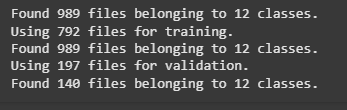 Found 989 files belonging to 12 classes.
Using 792 files for training.
Found 989 files belonging to 12 classes.
Using 197 files for validation.
Found 140 files belonging to 12 classes.